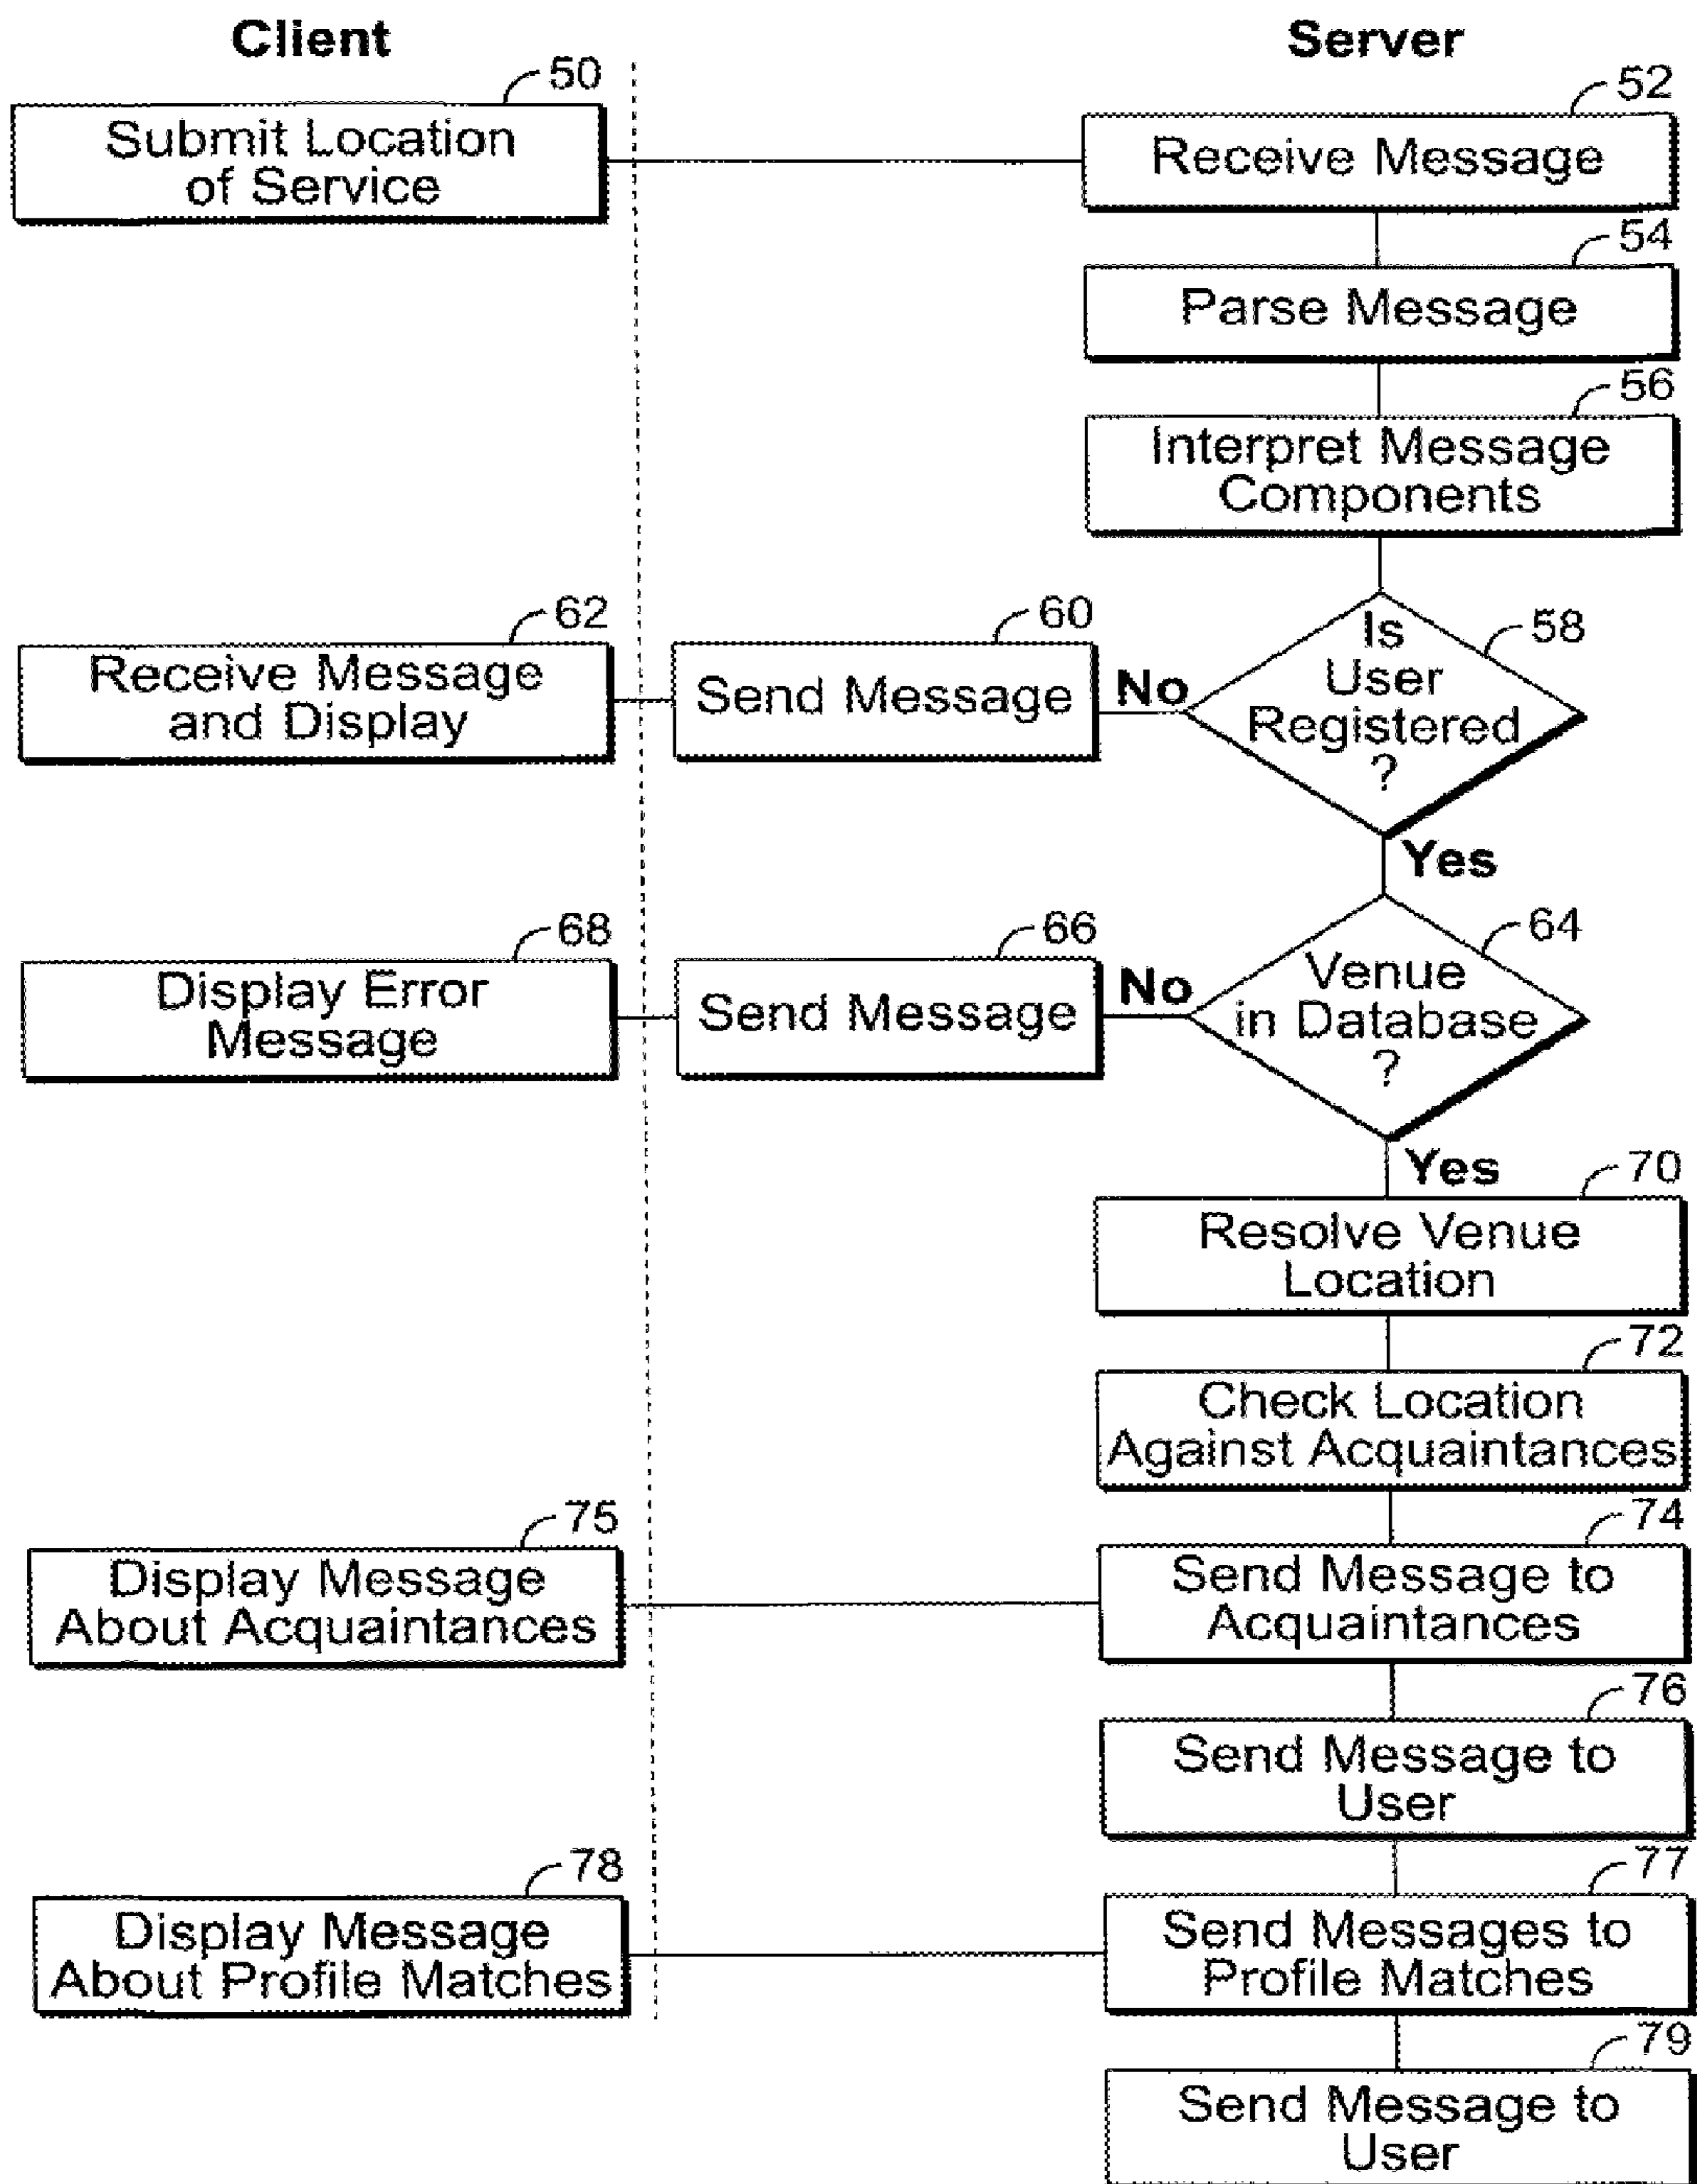 Client
Server
50
52
Submit Location
of Service
Receive Message
54
Parse Message
56
Interpret Message
Components
62
60
58
Receive Message
and Display
Send Message
No
Is
User
Registered
?
Yes
68
66
64
Display Error
Message
Send Message
No
Venue
in Database
?
Yes
70
Resolve Venue
Location
72
Check Location
Against Acquaintances
75
74
Display Message
About Acquaintances
Send Message to
Acquaintances
76
Send Message to
User
78
77
Display Message
About Profile Matches
Send Messages to
Profile Matches
79
Send Message to
User